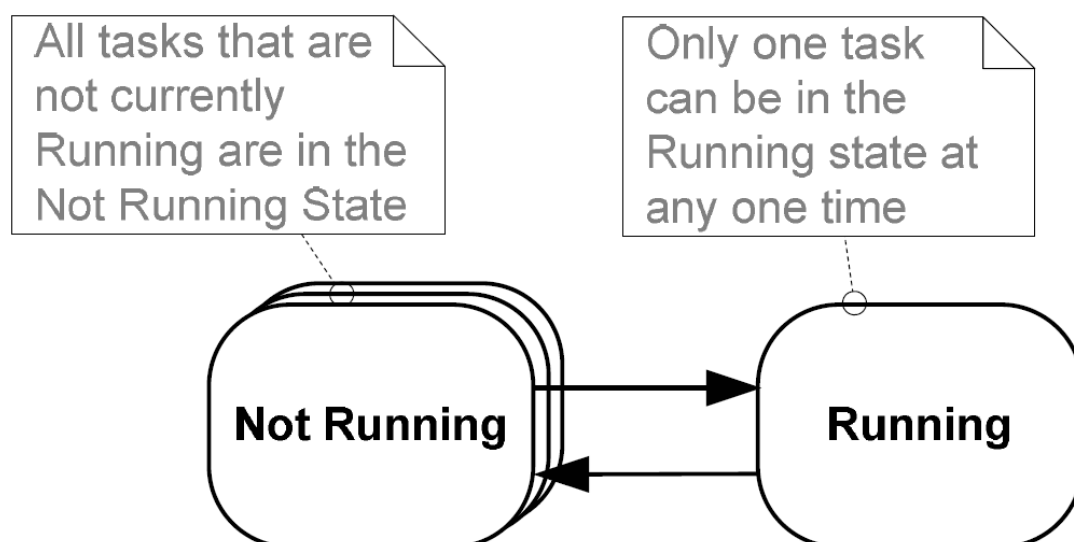 All tasks that are
not currently
Running are in the
Not Running State
Only one task
can be in the
Running state at
any one time
Not Running
Running